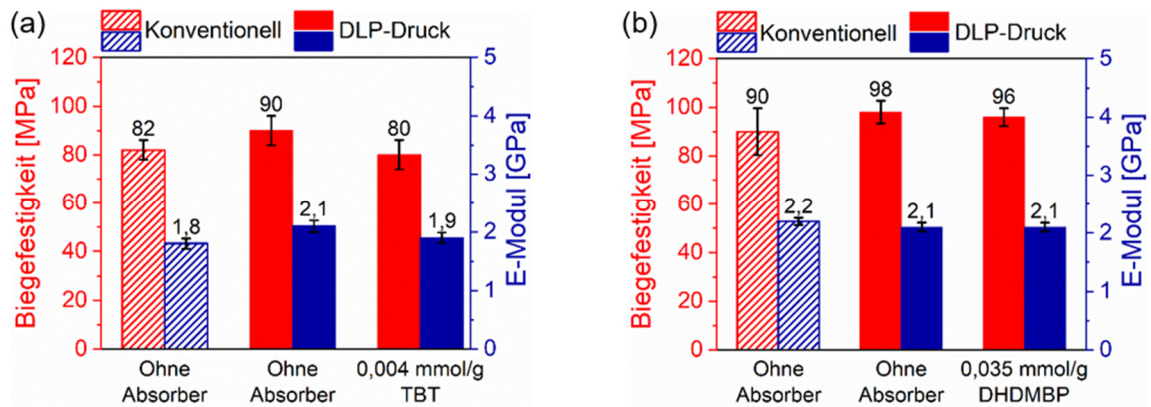 (a)
Konventionell DLP-Druck
Biegefestigkeit [MPa]
120
100
80
60
40
20
0
82
1,8
90
2,1
80
1,9
5
4
3
2
1
0
E-Modul [GPa]
Ohne Absorber
Ohne Absorber
0,004 mmol/g TBT
(b)
Konventionell DLP-Druck
Biegefestigkeit [MPa]
120
100
80
60
40
20
0
90
2,2
98
2,1
96
2,1
5
4
3
2
1
0
E-Modul [GPa]
Ohne Absorber
Ohne Absorber
0,035 mmol/g DHDMBP